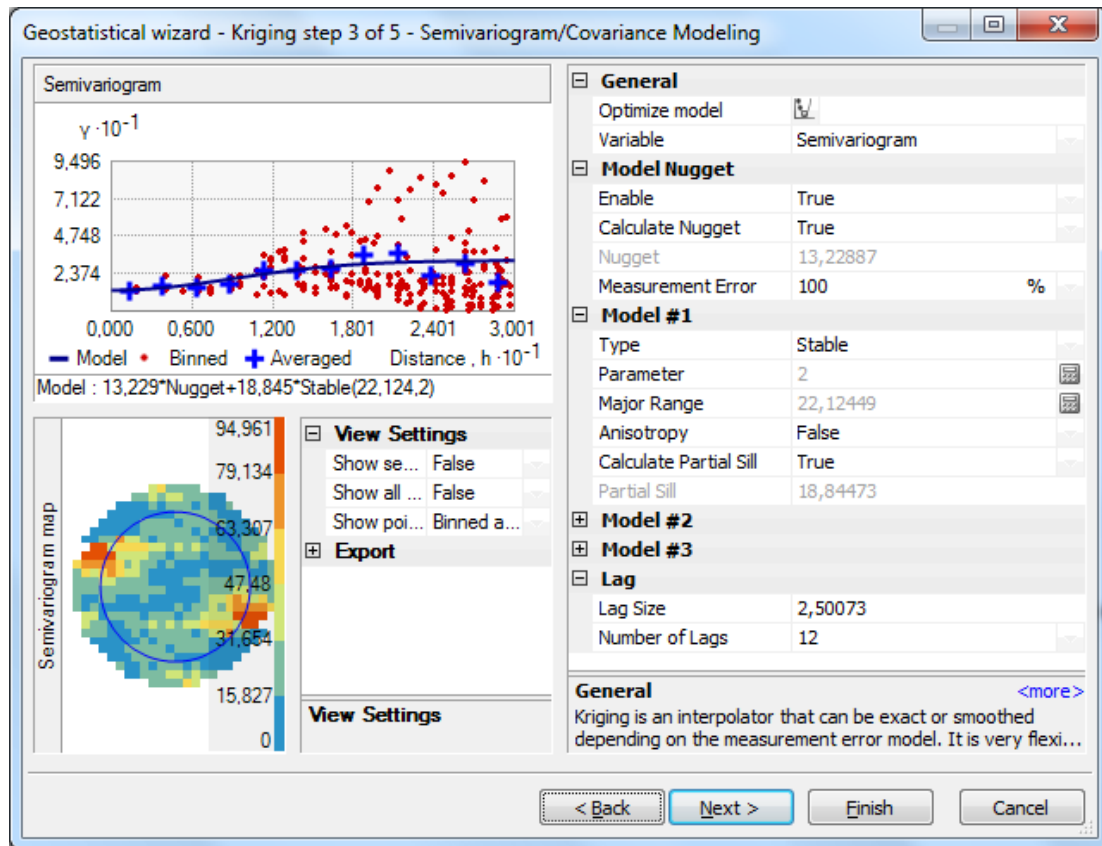 Geostatistical wizard - Kriging step 3 of 5 - Semivariogram/Covariance Modeling
Semivariogram
γ ·10⁻¹
9,496
7,122
4,748
2,374
0,000 0,600 1,200 1,801 2,401 3,001
Model Binned Averaged Distance , h ·10⁻¹
Model : 13,229*Nugget+18,845*Stable(22,124,2)
Semivariogram map
94,961
79,134
63,307
47,48
31,654
15,827
0
View Settings
Show se... False
Show all ... False
Show poi... Binned a...
Export
View Settings
General
Optimize model
Variable Semivariogram
Model Nugget
Enable True
Calculate Nugget True
Nugget 13,22887
Measurement Error 100 %
Model #1
Type Stable
Parameter 2
Major Range 22,12449
Anisotropy False
Calculate Partial Sill True
Partial Sill 18,84473
Model #2
Model #3
Lag
Lag Size 2,50073
Number of Lags 12
General <more>
Kriging is an interpolator that can be exact or smoothed
depending on the measurement error model. It is very flexi...
< Back Next > Finish Cancel